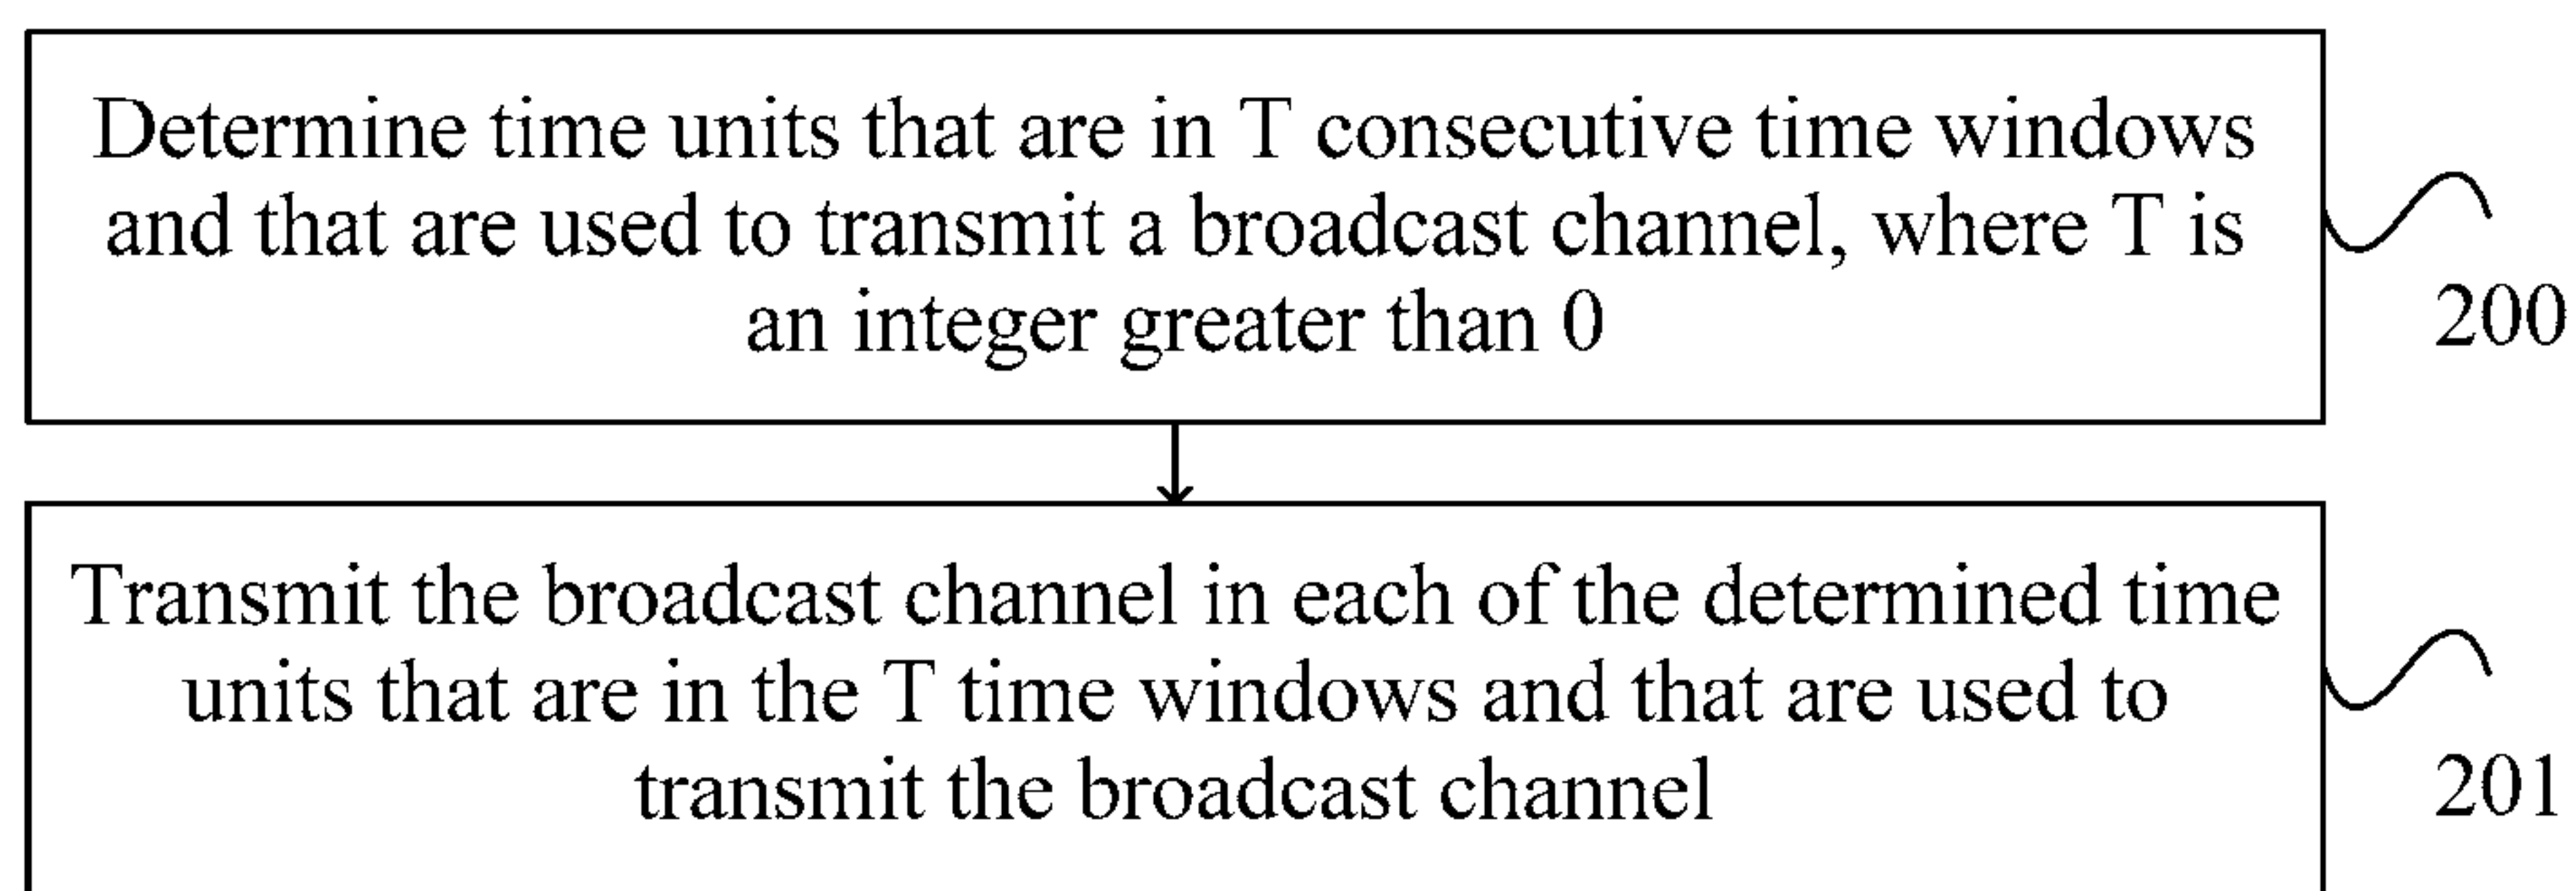 Determine time units that are in T consecutive time windows
and that are used to transmit a broadcast channel, where T is
an integer greater than 0
200
Transmit the broadcast channel in each of the determined time
units that are in the T time windows and that are used to
transmit the broadcast channel
201